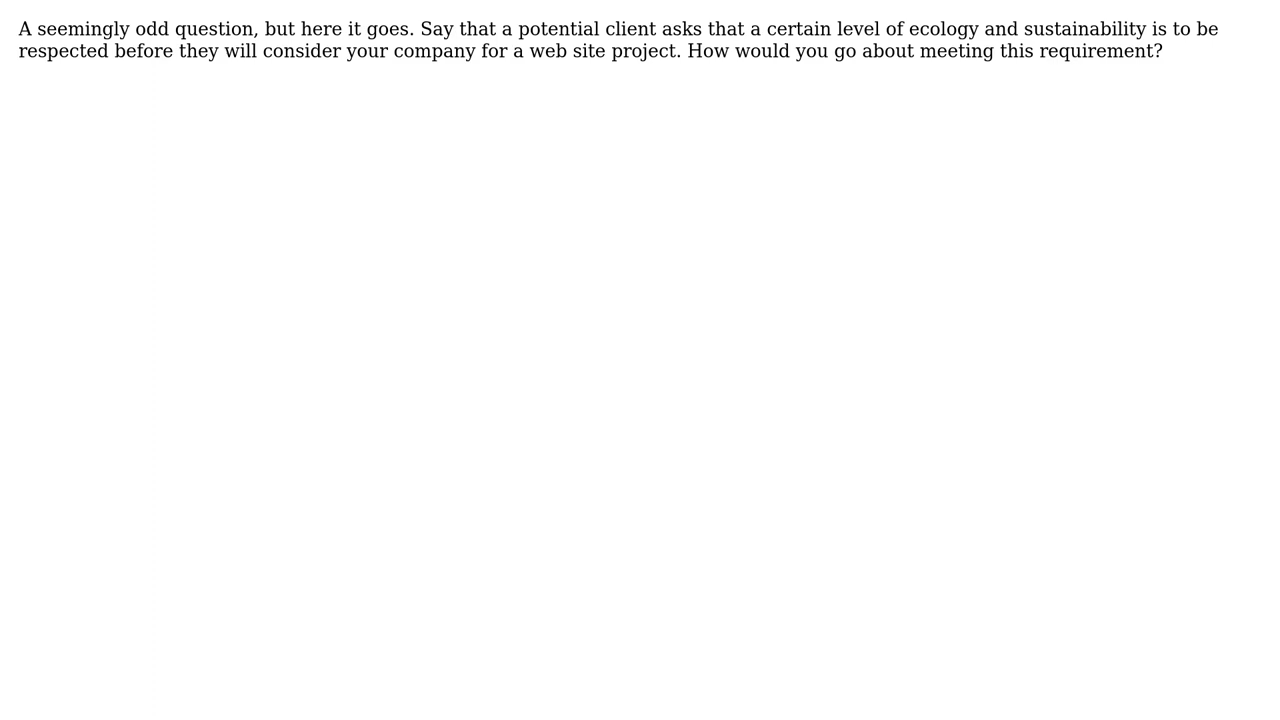 A seemingly odd question, but here it goes. Say that a potential client asks that a certain level of ecology and sustainability is to be
respected before they will consider your company for a web site project. How would you go about meeting this requirement?